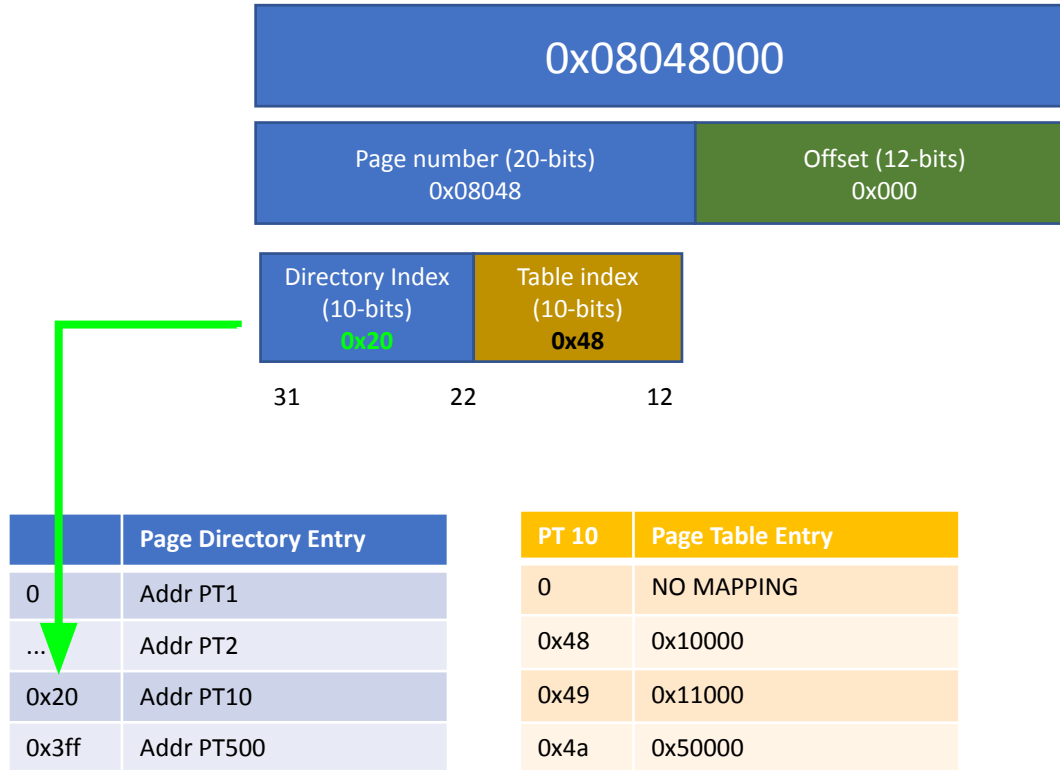 0x08048000
Page number (20-bits)
0x08048
Offset (12-bits)
0x000
Directory Index
(10-bits)
0x20
Table index
(10-bits)
0x48
31
22
12
Page Directory Entry
0 Addr PT1
... Addr PT2
0x20 Addr PT10
0x3ff Addr PT500
PT 10 Page Table Entry
0 NO MAPPING
0x48 0x10000
0x49 0x11000
0x4a 0x50000